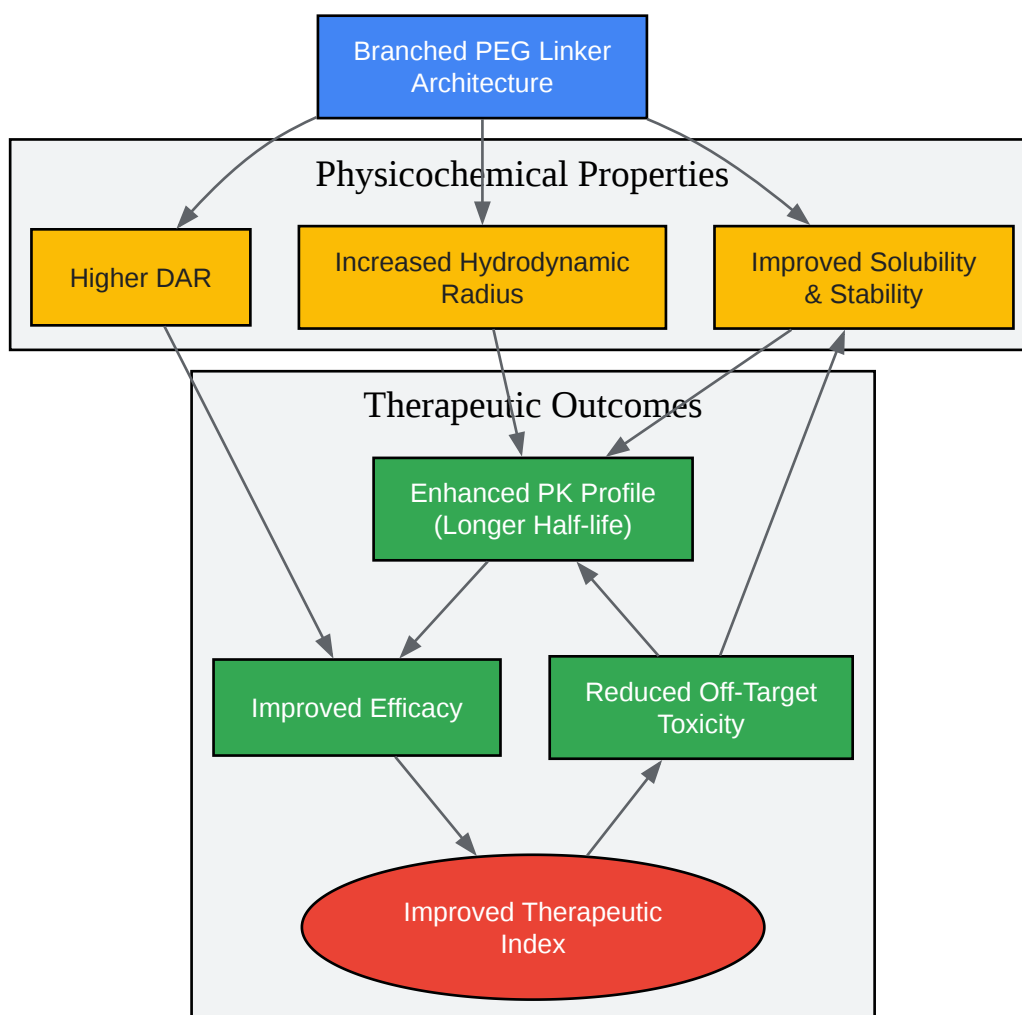 Branched PEG Linker
Architecture
Physicochemical Properties
Higher DAR
Increased Hydrodynamic
Radius
Improved Solubility
& Stability
Therapeutic Outcomes
Enhanced PK Profile
(Longer Half-life)
Improved Efficacy
Reduced Off-Target
Toxicity
Improved Therapeutic
Index